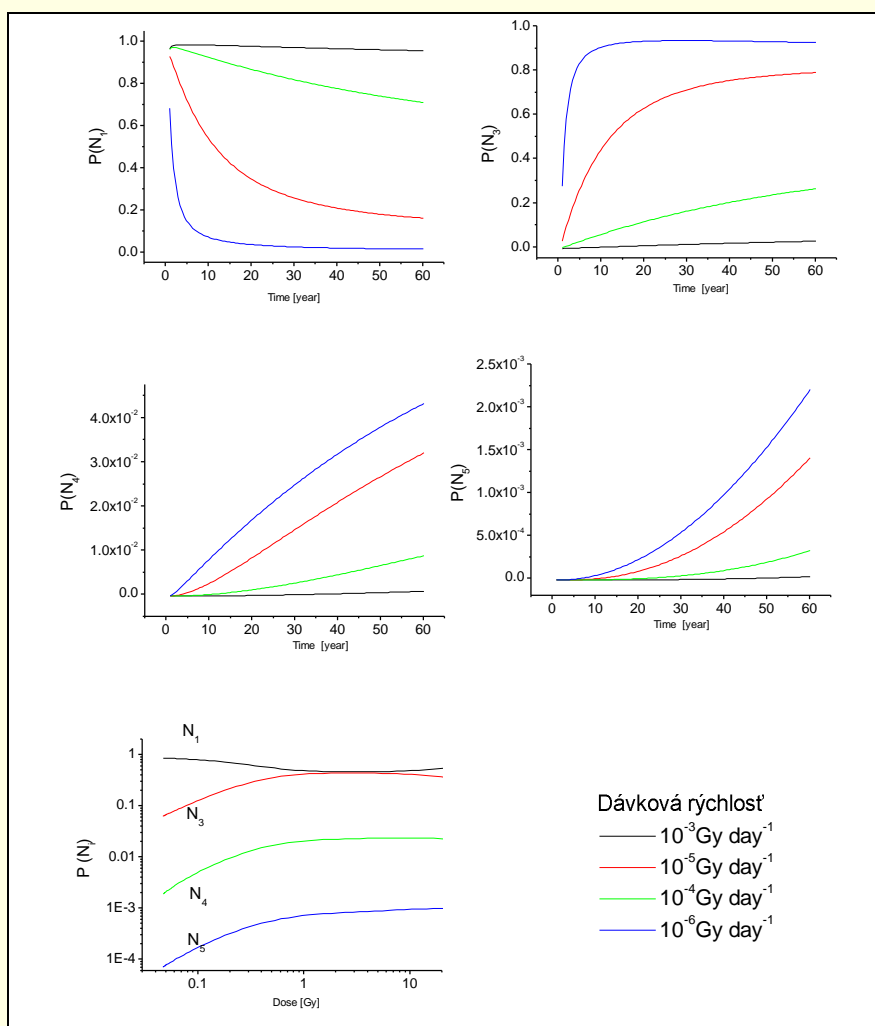 P(N₁)
1.0
0.8
0.6
0.4
0.2
0.0
0 10 20 30 40 50 60
Time [year]
P(N₃)
1.0
0.8
0.6
0.4
0.2
0.0
0 10 20 30 40 50 60
Time [year]
P(N₄)
4.0x10⁻²
3.0x10⁻²
2.0x10⁻²
1.0x10⁻²
0.0
0 10 20 30 40 50 60
Time [year]
P(N₅)
2.5x10⁻³
2.0x10⁻³
1.5x10⁻³
1.0x10⁻³
5.0x10⁻⁴
0.0
0 10 20 30 40 50 60
Time [year]
P (Nᵢ)
1
0.1
0.01
1E-3
1E-4
N₁
N₃
N₄
N₅
0.1 1 10
Dose [Gy]
Dávková rýchlosť
10⁻³Gy day⁻¹
10⁻⁵Gy day⁻¹
10⁻⁴Gy day⁻¹
10⁻⁶Gy day⁻¹